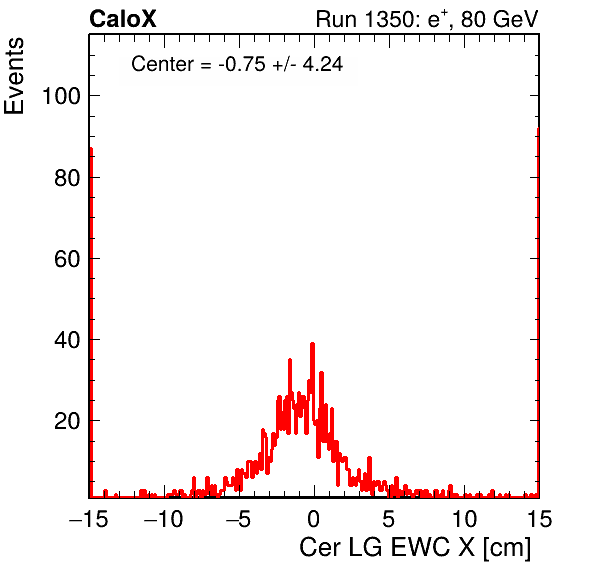 CaloX
Run 1350: e+, 80 GeV
Center = -0.75 +/- 4.24
Events
100
80
60
40
20
−15
−10
−5
0
5
10
15
Cer LG EWC X [cm]